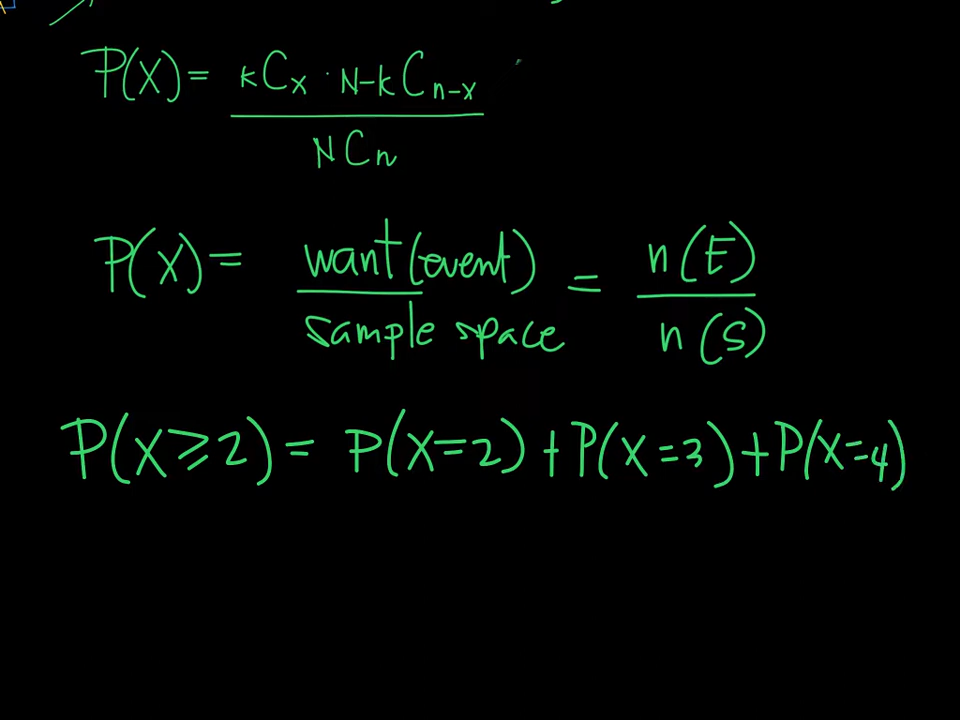 P(X) = kCx · N-kCn-x / NCn
P(X) = want(event) / sample space = n(E) / n(S)
P(X≥2) = P(X=2) + P(X=3) + P(X=4)